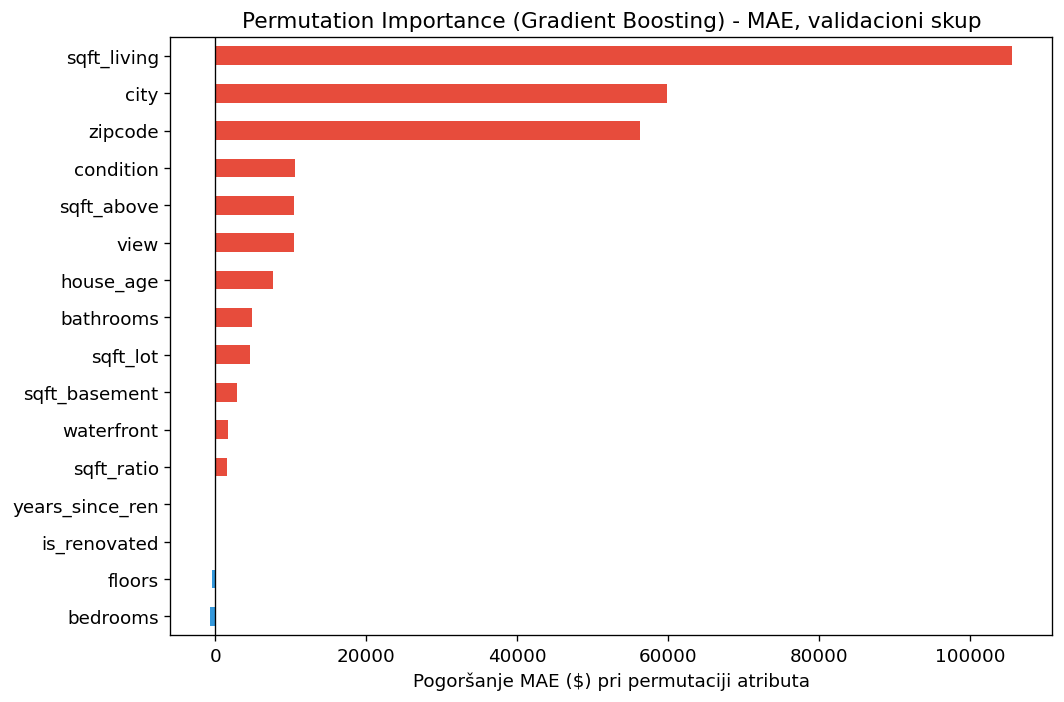 Permutation Importance (Gradient Boosting) - MAE, validacioni skup
sqft_living
city
zipcode
condition
sqft_above
view
house_age
bathrooms
sqft_lot
sqft_basement
waterfront
sqft_ratio
years_since_ren
is_renovated
floors
bedrooms
0 20000 40000 60000 80000 100000
Pogoršanje MAE ($) pri permutaciji atributa